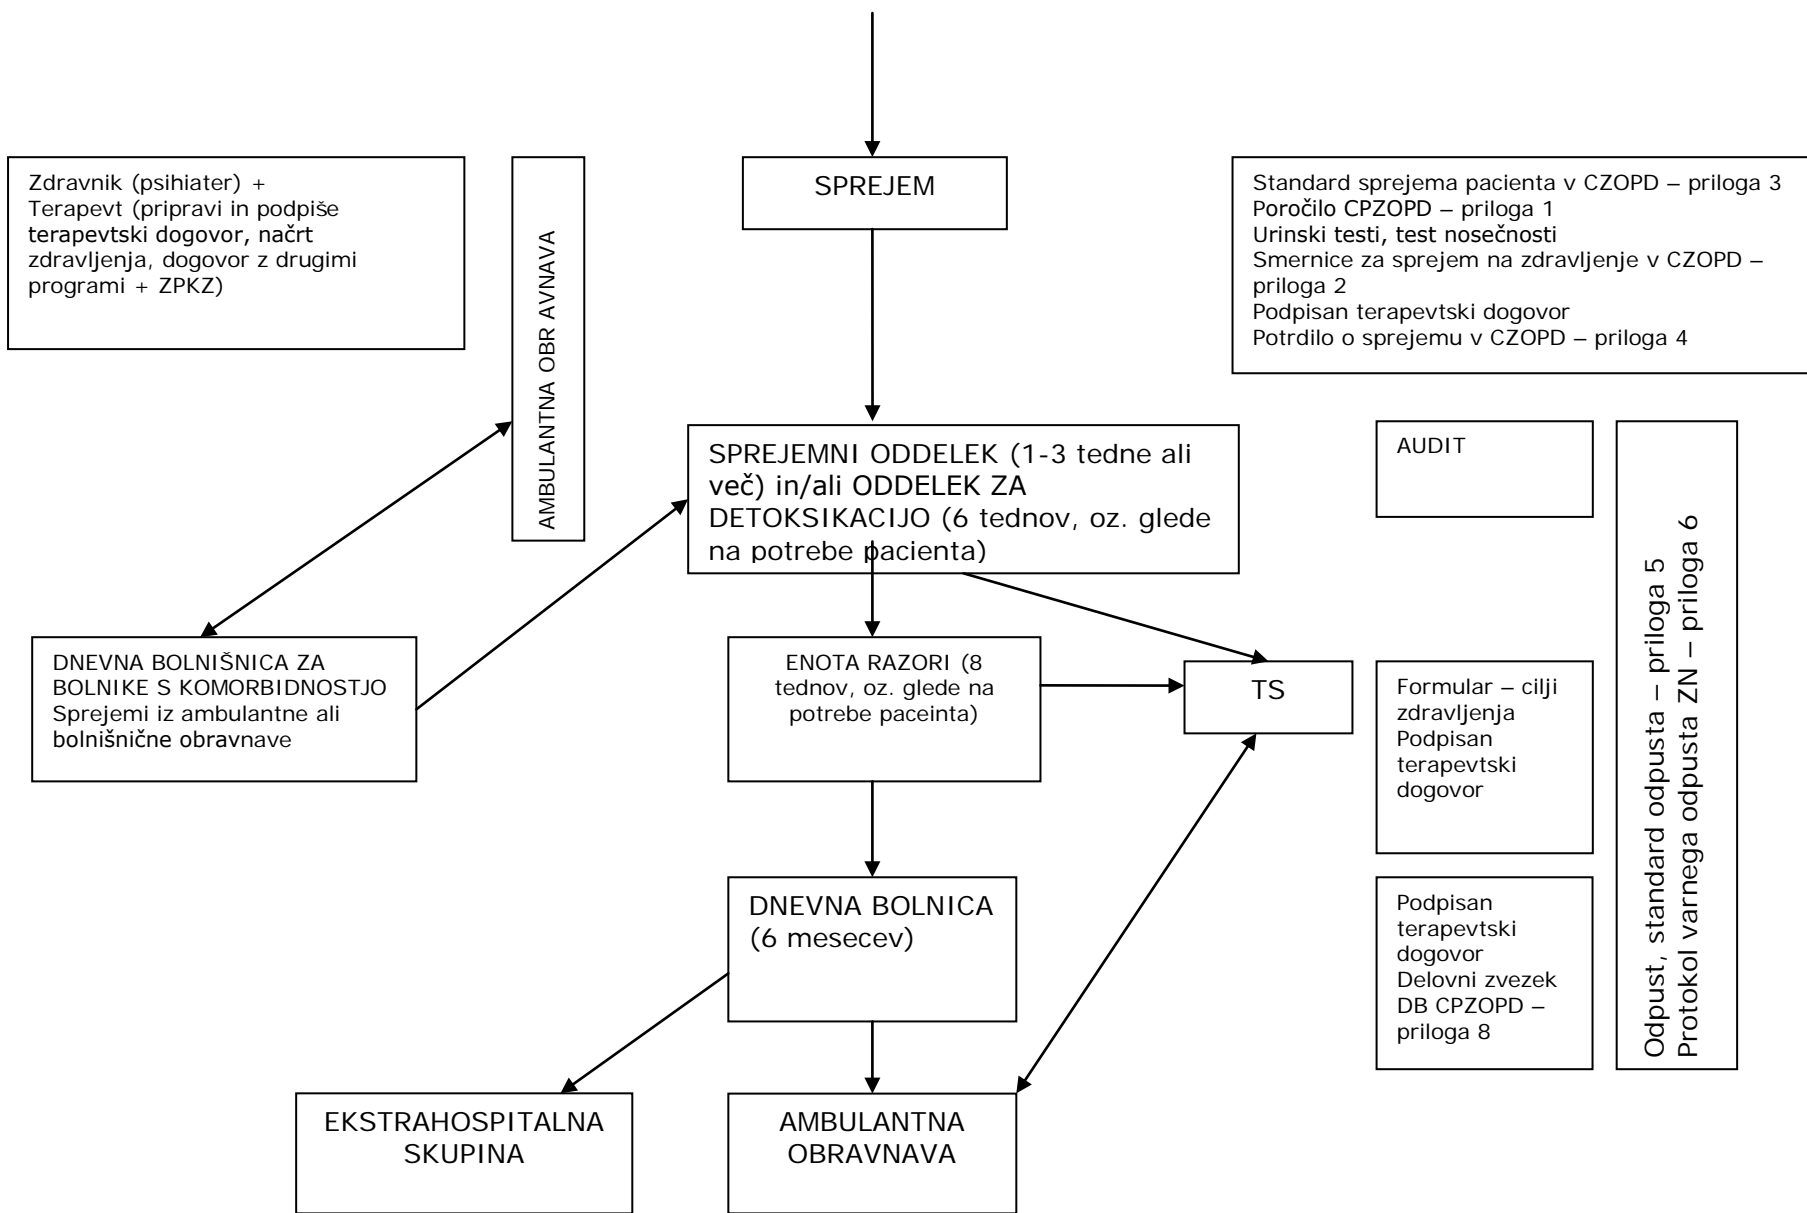 Zdravnik (psihiater) +
Terapevt (pripravi in podpiše
terapevtski dogovor, načrt
zdravljenja, dogovor z drugimi
programi + ZPKZ)
AMBULANTNA OBR AVNAVA
SPREJEM
Standard sprejema pacienta v CZOPD – priloga 3
Poročilo CPZOPD – priloga 1
Urinski testi, test nosečnosti
Smernice za sprejem na zdravljenje v CZOPD –
priloga 2
Podpisan terapevtski dogovor
Potrdilo o sprejemu v CZOPD – priloga 4
SPREJEMNI ODDELEK (1-3 tedne ali
več) in/ali ODDELEK ZA
DETOKSIKACIJO (6 tednov, oz. glede
na potrebe pacienta)
AUDIT
Odpust, standard odpusta – priloga 5
Protokol varnega odpusta ZN – priloga 6
DNEVNA BOLNIŠNICA ZA
BOLNIKE S KOMORBIDNOSTJO
Sprejemi iz ambulantne ali
bolnišnične obravnave
ENOTA RAZORI (8
tednov, oz. glede na
potrebe paceinta)
TS
Formular – cilji
zdravljenja
Podpisan
terapevtski
dogovor
DNEVNA BOLNICA
(6 mesecev)
Podpisan
terapevtski
dogovor
Delovni zvezek
DB CPZOPD –
priloga 8
EKSTRAHOSPITALNA
SKUPINA
AMBULANTNA
OBRAVNAVA